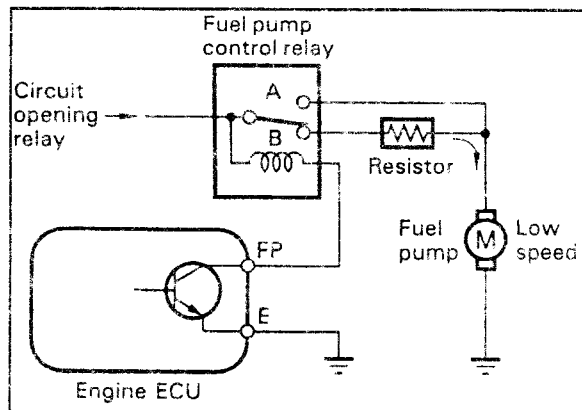 Fuel pump
control relay
Circuit
opening
relay
A
B
Resistor
Fuel
pump
M
Low
speed
FP
E
Engine ECU